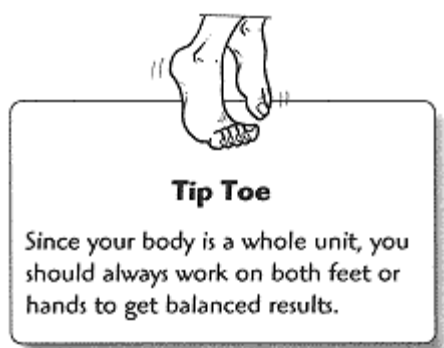 Tip Toe
Since your body is a whole unit, you
should always work on both feet or
hands to get balanced results.